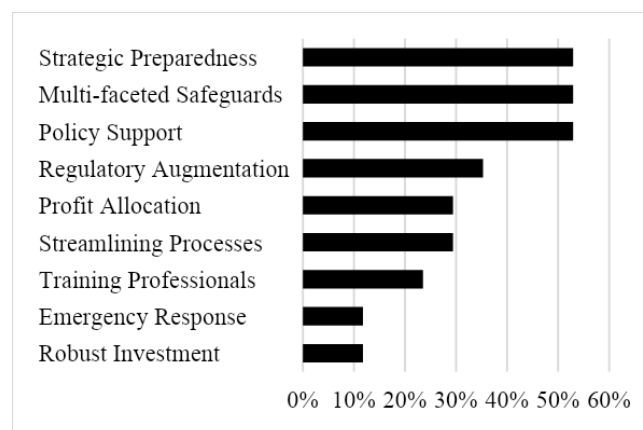 Strategic Preparedness
Multi-faceted Safeguards
Policy Support
Regulatory Augmentation
Profit Allocation
Streamlining Processes
Training Professionals
Emergency Response
Robust Investment
0% 10% 20% 30% 40% 50% 60%